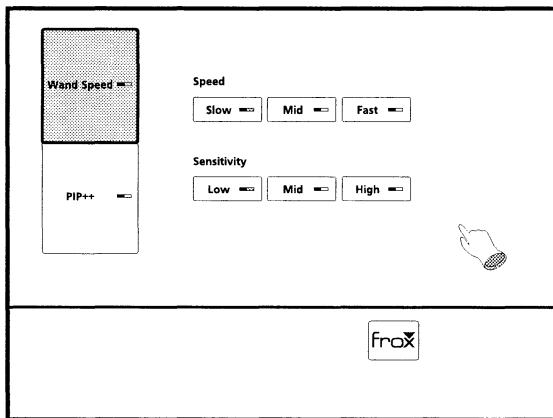 Wand Speed
Speed
Slow Mid Fast
Sensitivity
Low Mid High
PIP++
frox